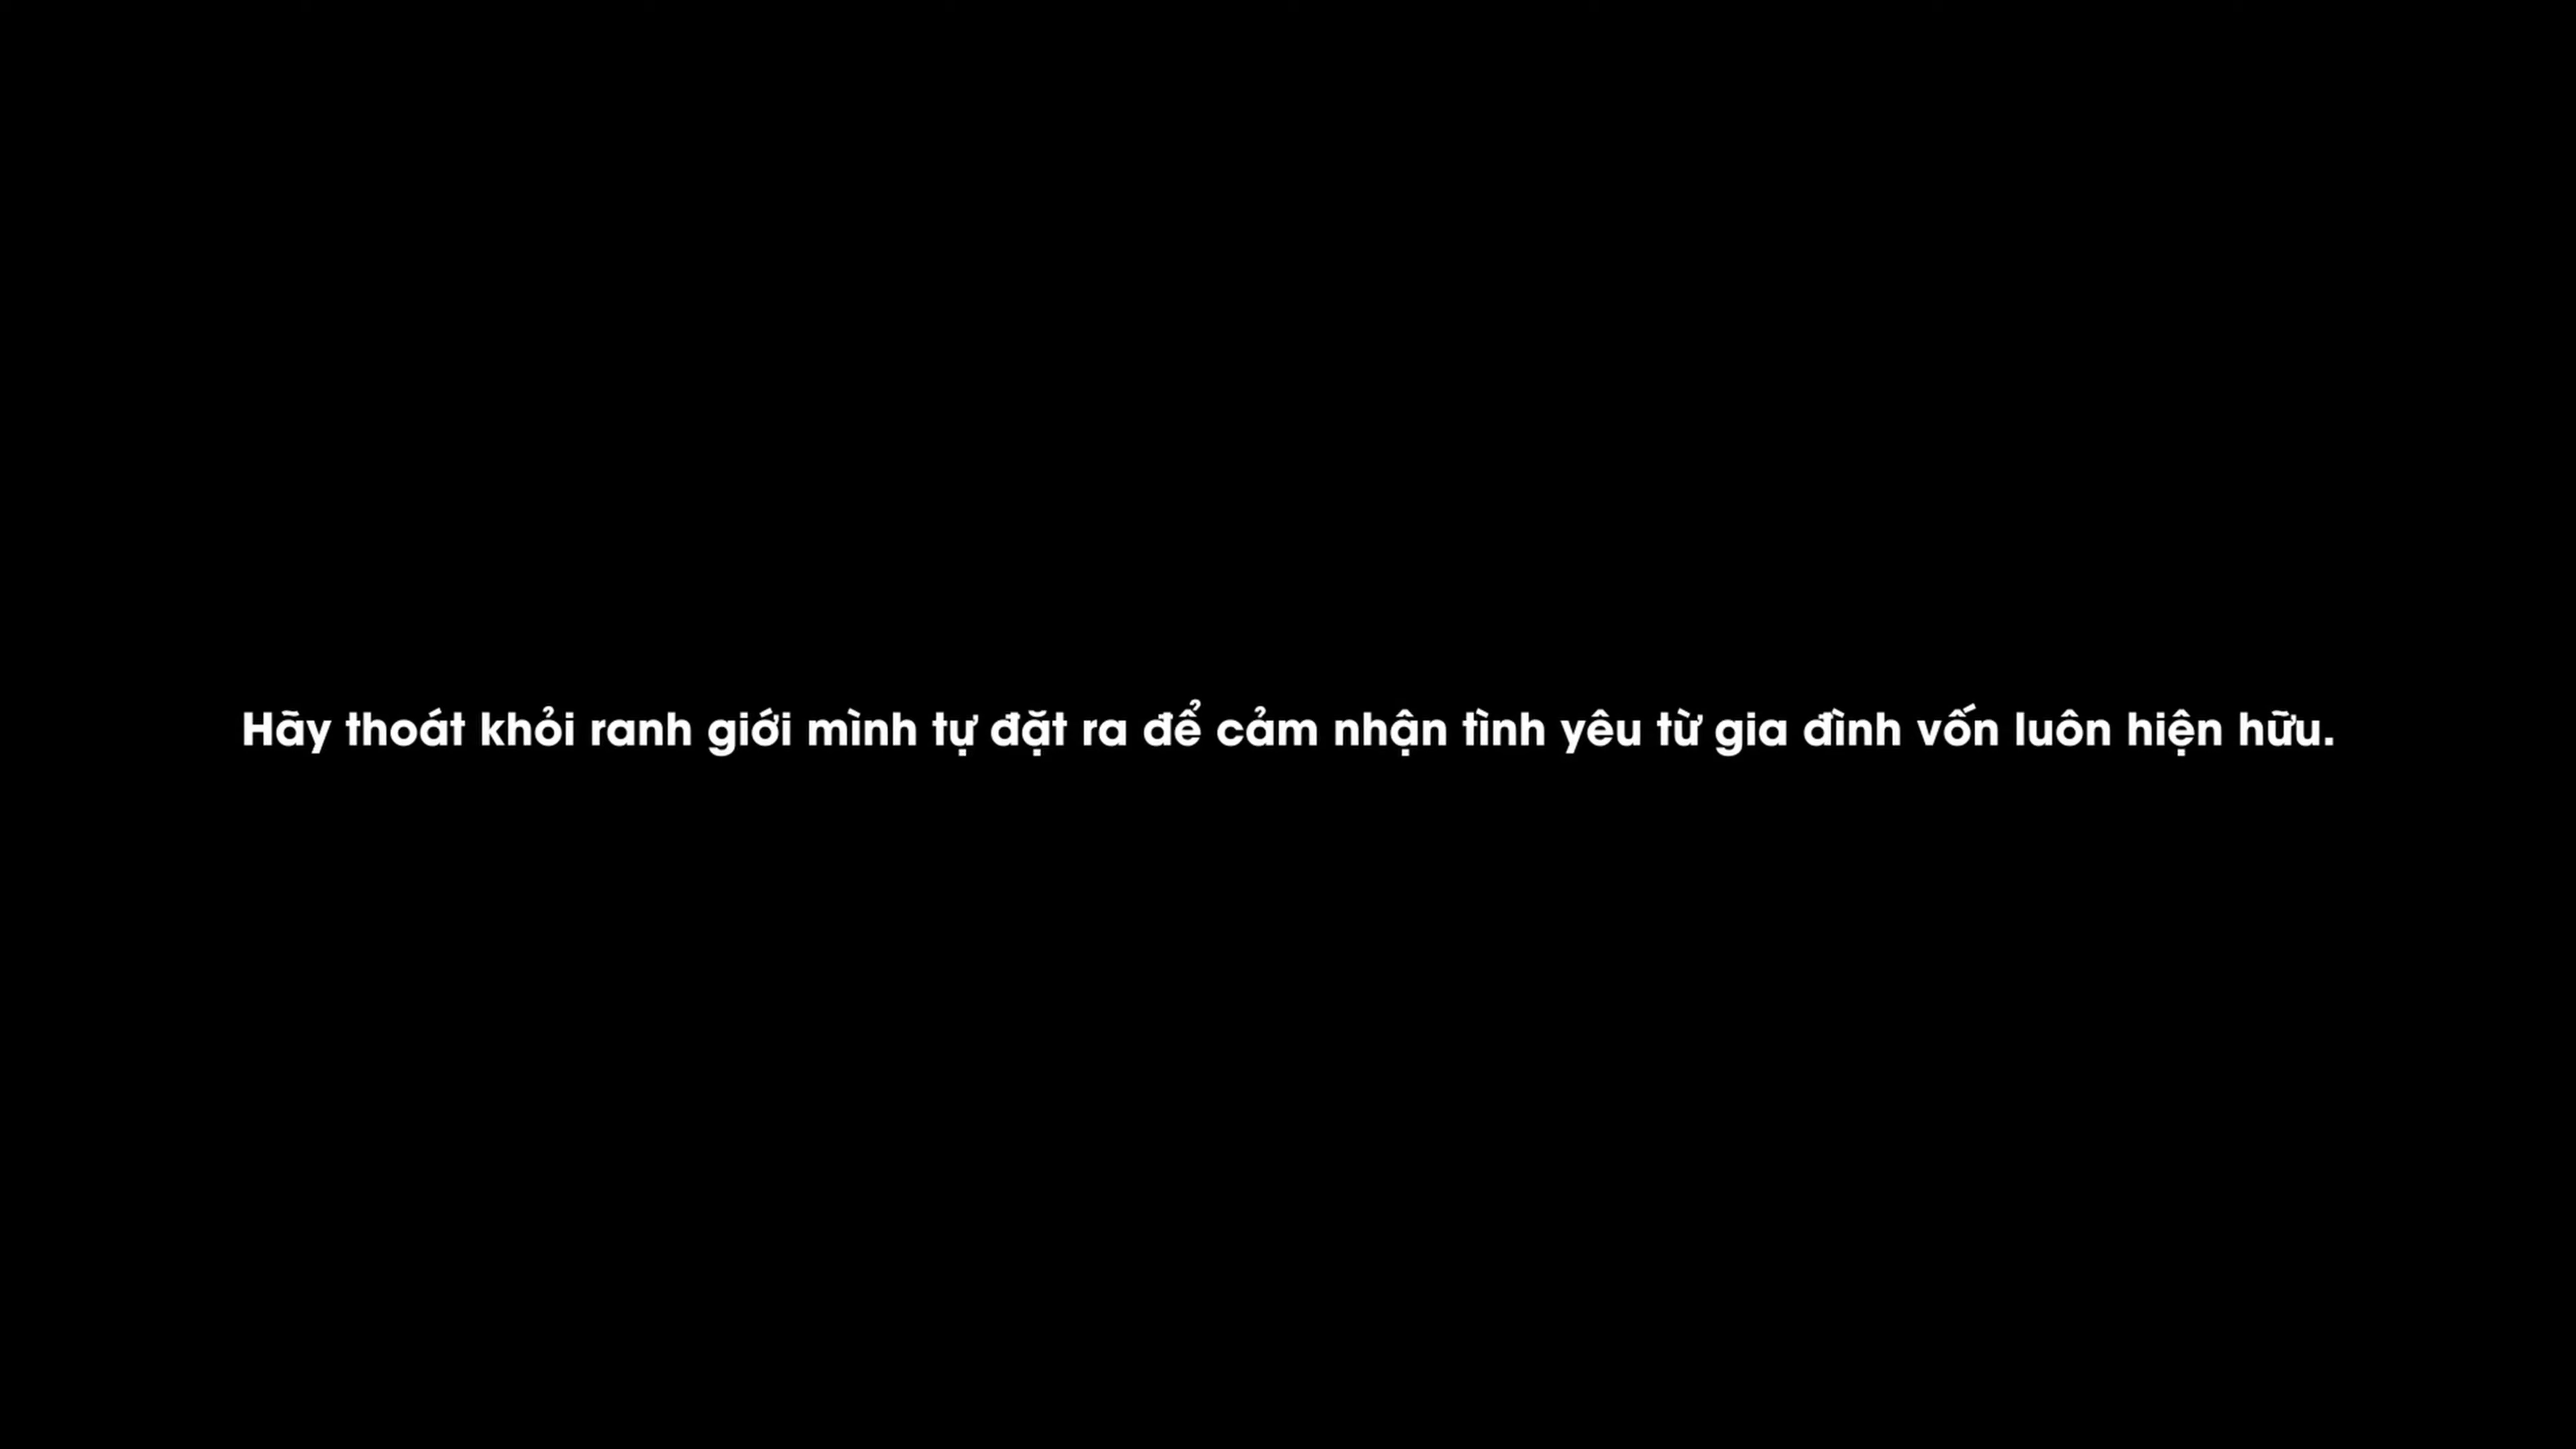 Hãy thoát khỏi ranh giới mình tự đặt ra để cảm nhận tình yêu từ gia đình vốn luôn hiện hữu.